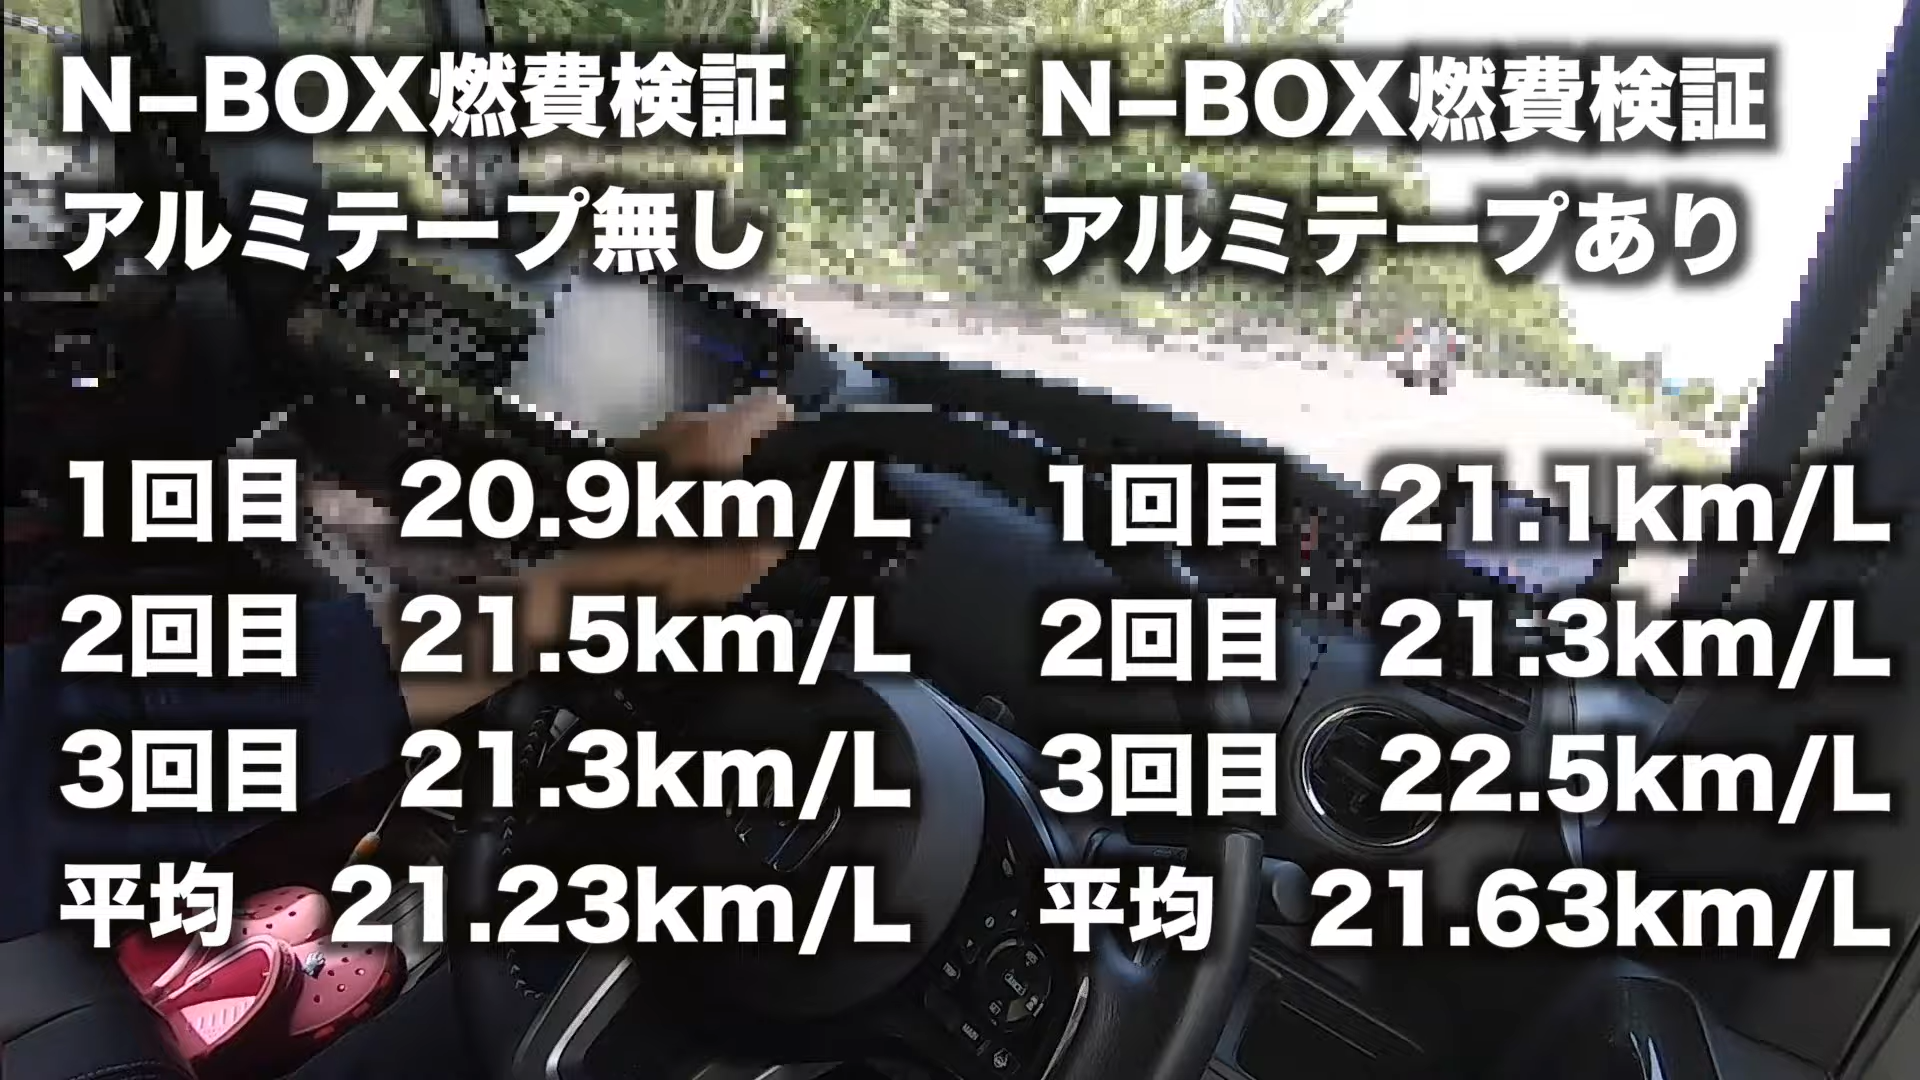 N−BOX燃費検証
アルミテープ無し
1回目 20.9km/L
2回目 21.5km/L
3回目 21.3km/L
平均 21.23km/L
N−BOX燃費検証
アルミテープあり
1回目 21.1km/L
2回目 21.3km/L
3回目 22.5km/L
平均 21.63km/L